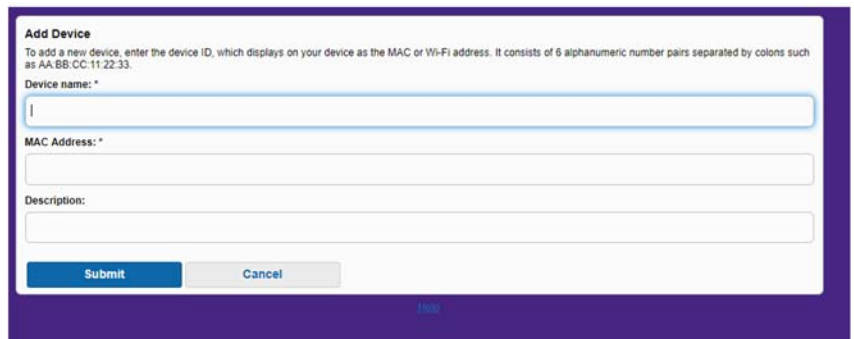 Add Device
To add a new device, enter the device ID, which displays on your device as the MAC or Wi-Fi address. It consists of 6 alphanumeric number pairs separated by colons such
as AA:BB:CC:11:22:33.
Device name: *
MAC Address: *
Description:
Submit Cancel
Help